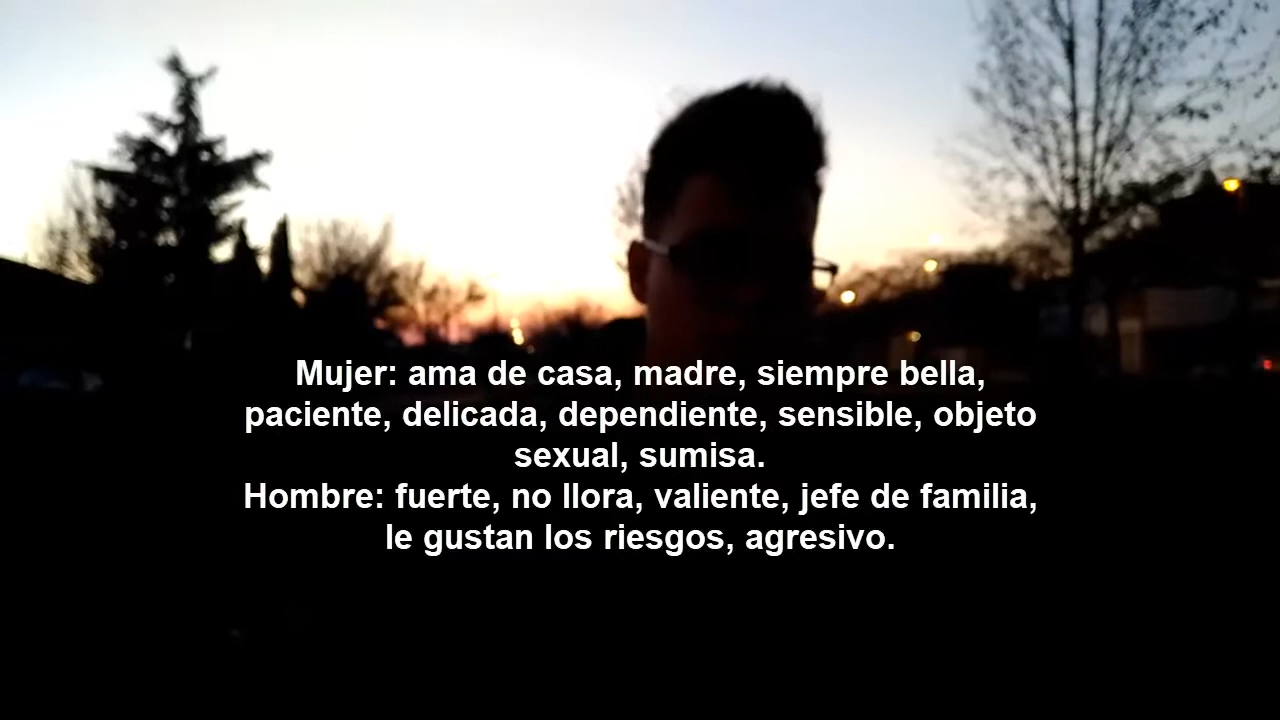 Mujer: ama de casa, madre, siempre bella,
paciente, delicada, dependiente, sensible, objeto
sexual, sumisa.
Hombre: fuerte, no llora, valiente, jefe de familia,
le gustan los riesgos, agresivo.